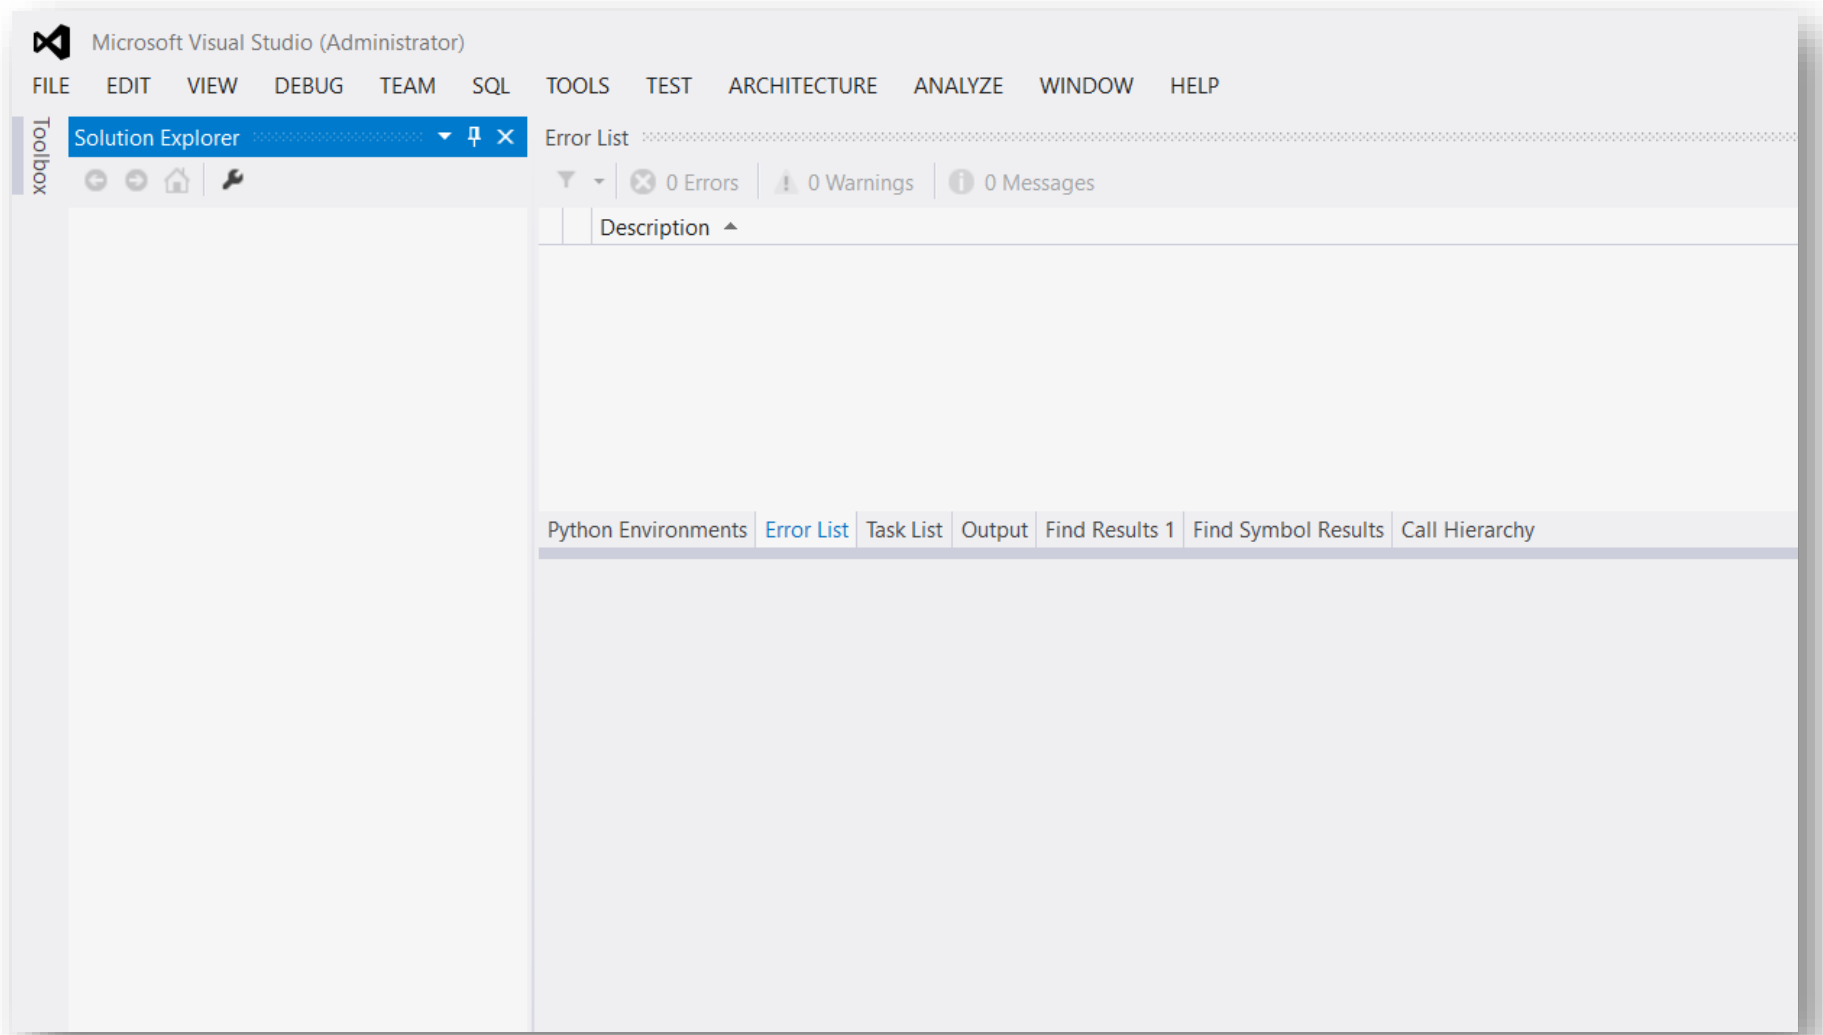 Microsoft Visual Studio (Administrator)
FILE EDIT VIEW DEBUG TEAM SQL TOOLS TEST ARCHITECTURE ANALYZE WINDOW HELP
Toolbox
Solution Explorer
Error List
0 Errors 0 Warnings 0 Messages
Description
Python Environments Error List Task List Output Find Results 1 Find Symbol Results Call Hierarchy